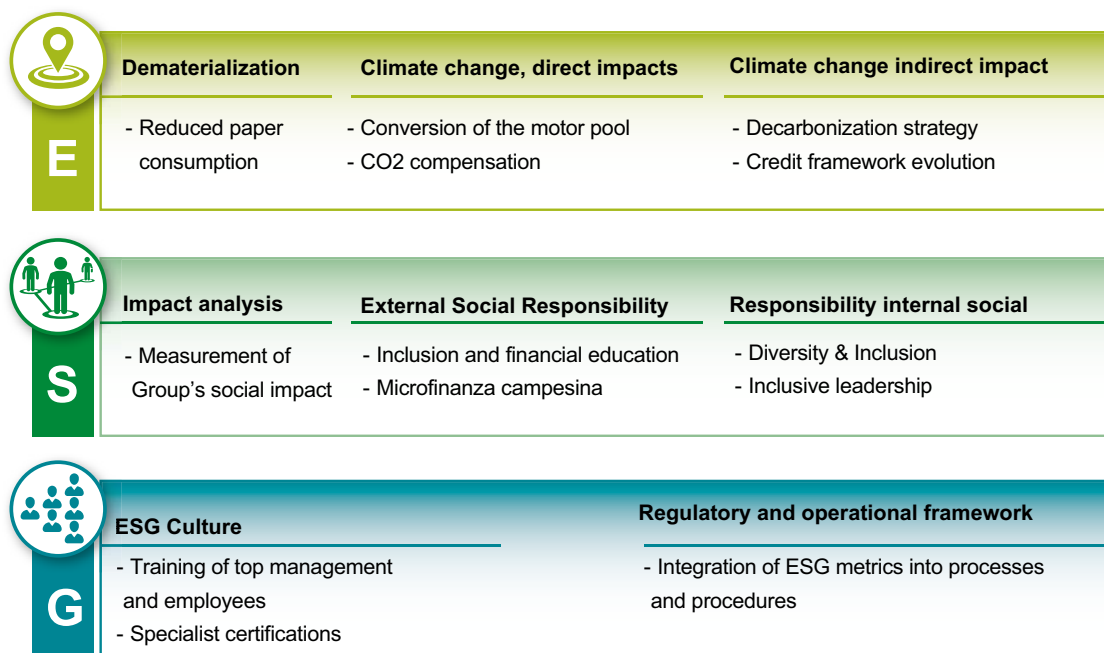 E
Dematerialization
- Reduced paper
consumption
Climate change, direct impacts
- Conversion of the motor pool
- CO2 compensation
Climate change indirect impact
- Decarbonization strategy
- Credit framework evolution
S
Impact analysis
- Measurement of
Group’s social impact
External Social Responsibility
- Inclusion and financial education
- Microfinanza campesina
Responsibility internal social
- Diversity & Inclusion
- Inclusive leadership
G
ESG Culture
- Training of top management
and employees
- Specialist certifications
Regulatory and operational framework
- Integration of ESG metrics into processes
and procedures